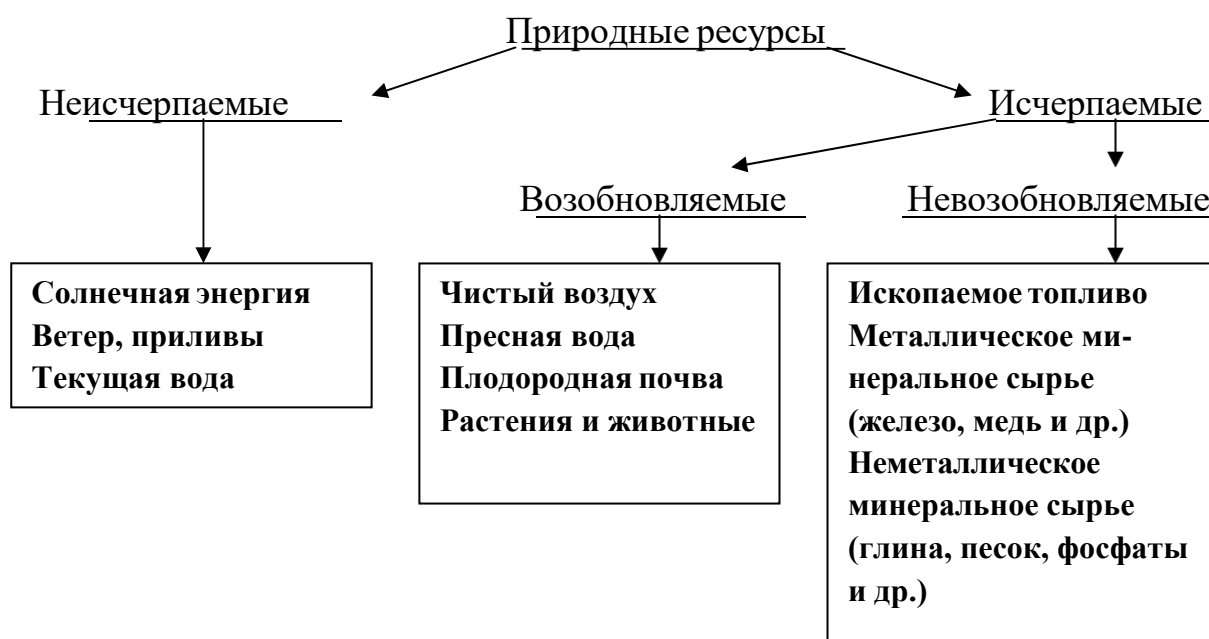 Природные ресурсы
Неисчерпаемые
Исчерпаемые
Возобновляемые
Невозобновляемые
Солнечная энергия
Ветер, приливы
Текущая вода
Чистый воздух
Пресная вода
Плодородная почва
Растения и животные
Ископаемое топливо
Металлическое ми-
неральное сырье
(железо, медь и др.)
Неметаллическое
минеральное сырье
(глина, песок, фосфаты
и др.)